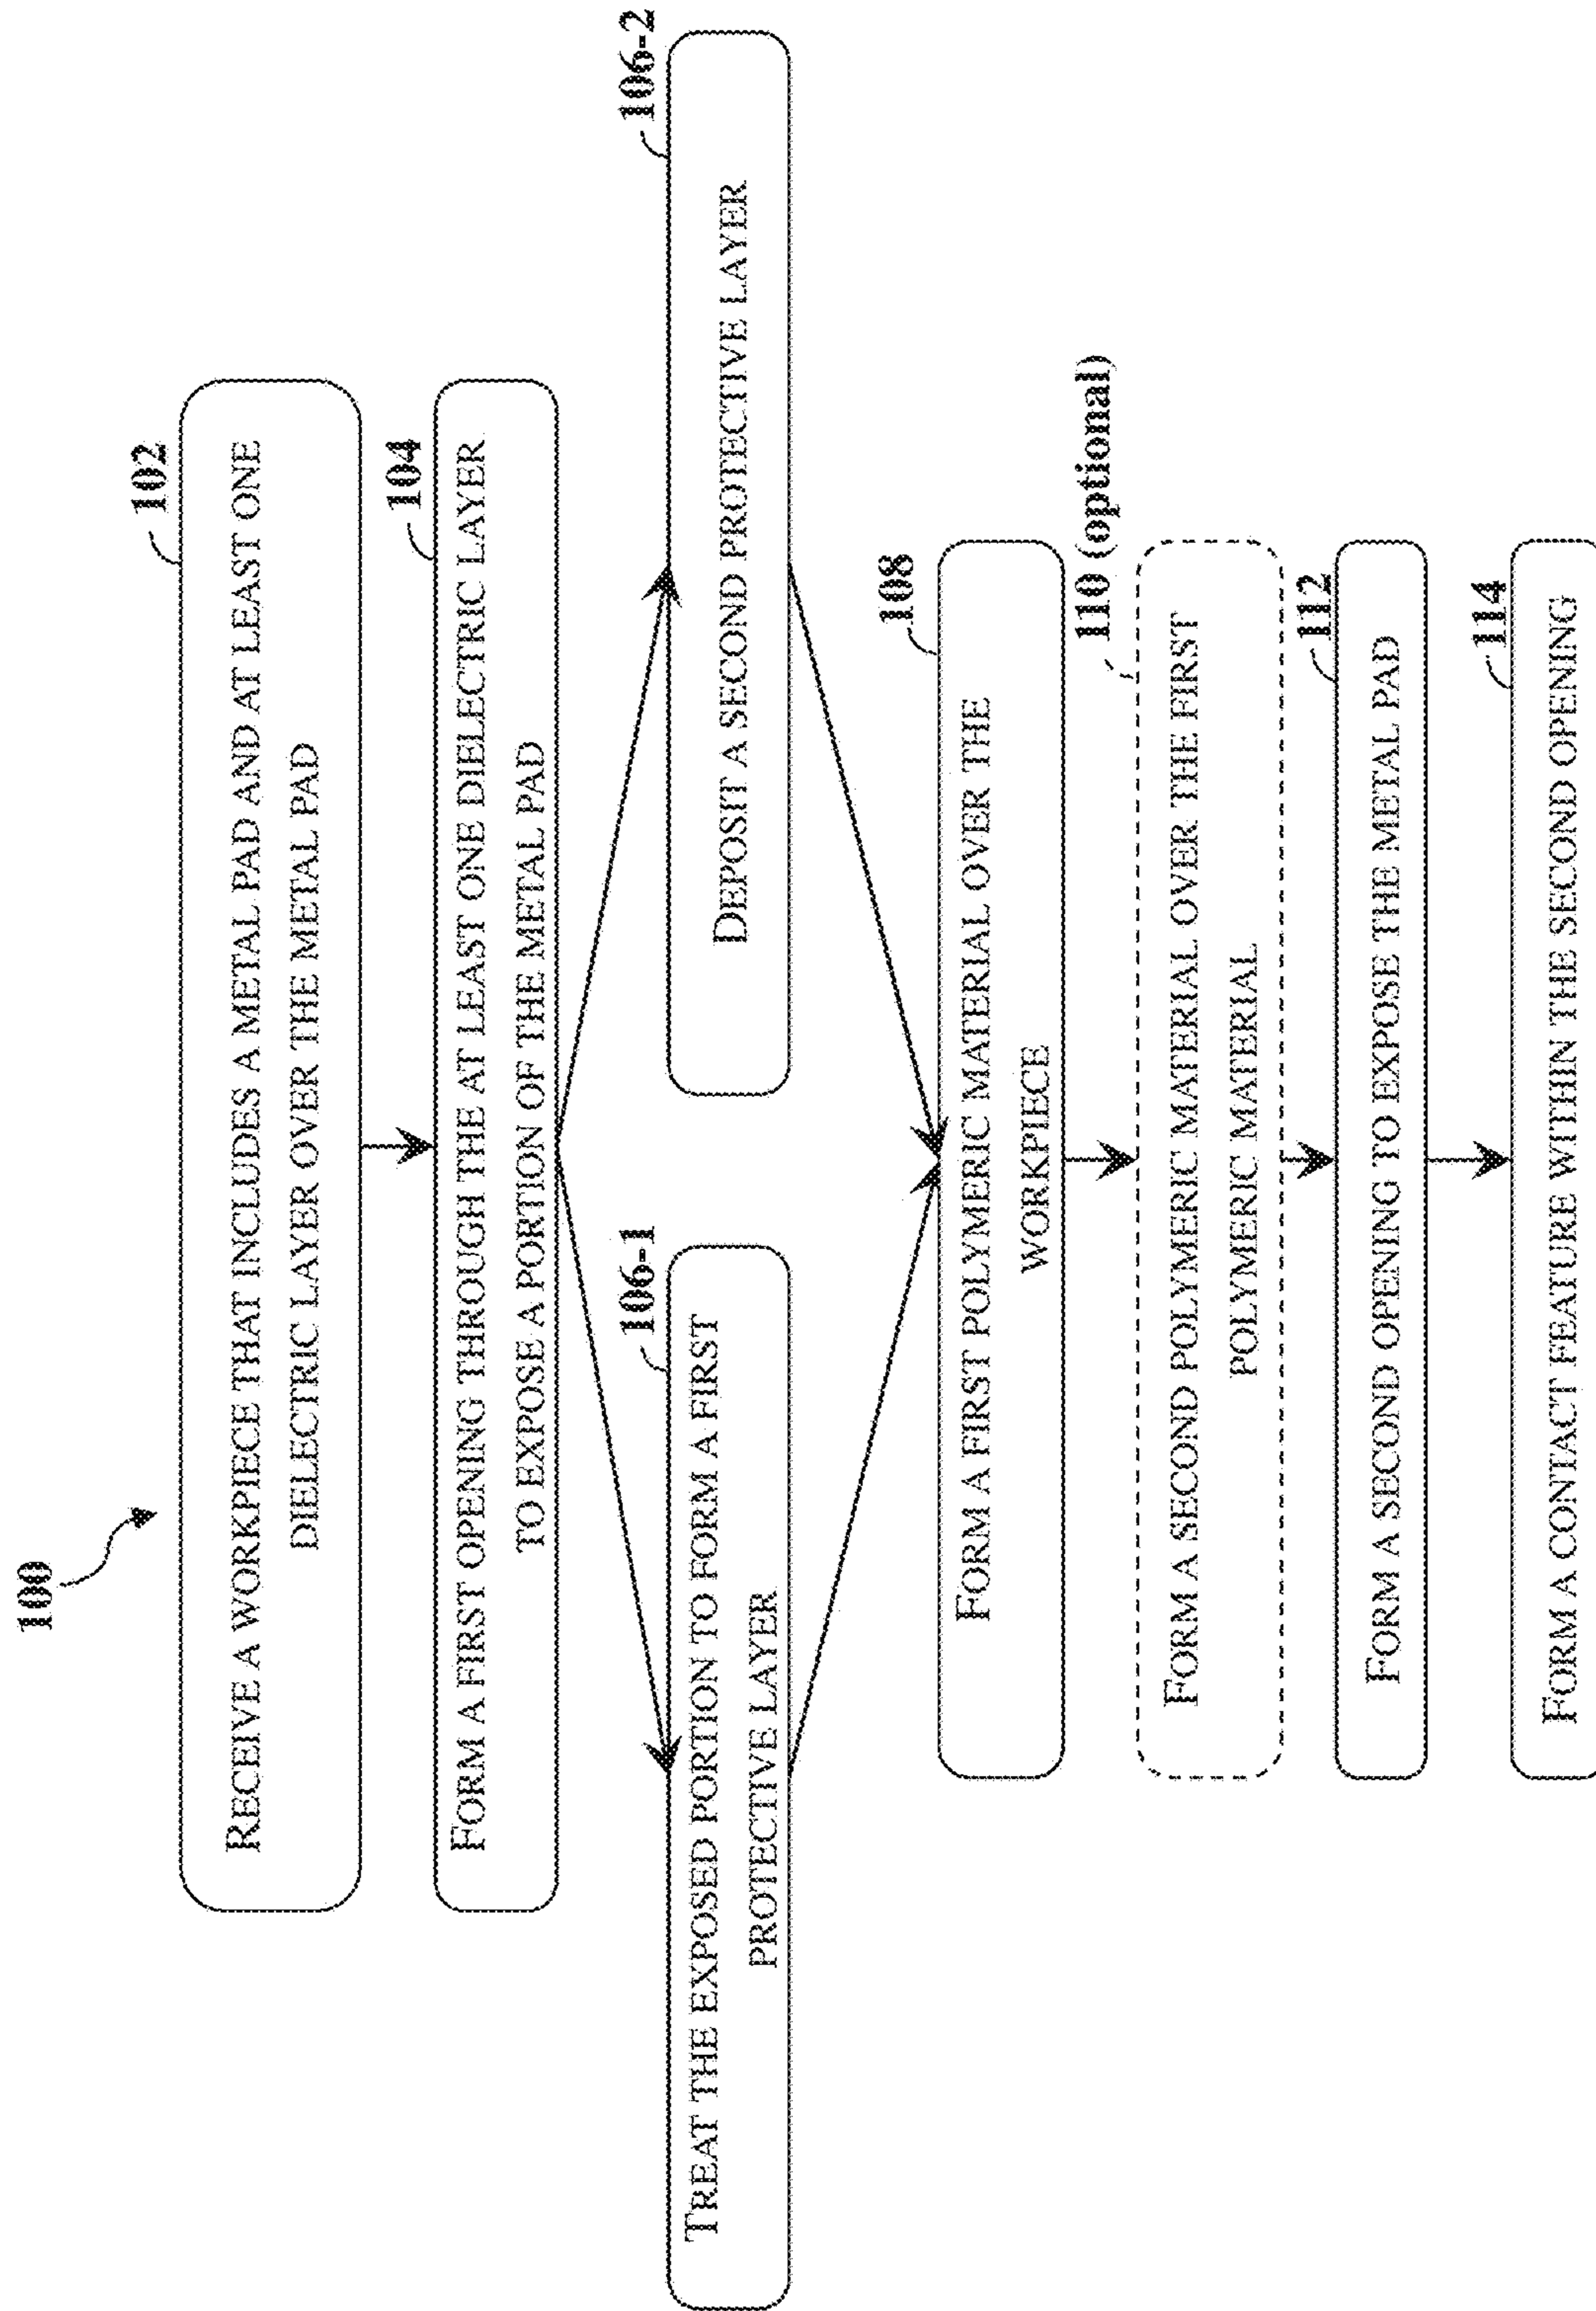 100
102
RECEIVE A WORKPIECE THAT INCLUDES A METAL PAD AND AT LEAST ONE
DIELECTRIC LAYER OVER THE METAL PAD
104
FORM A FIRST OPENING THROUGH THE AT LEAST ONE DIELECTRIC LAYER
TO EXPOSE A PORTION OF THE METAL PAD
106-1
TREAT THE EXPOSED PORTION TO FORM A FIRST
PROTECTIVE LAYER
106-2
DEPOSIT A SECOND PROTECTIVE LAYER
108
FORM A FIRST POLYMERIC MATERIAL OVER THE
WORKPIECE
110 (optional)
FORM A SECOND POLYMERIC MATERIAL OVER THE FIRST
POLYMERIC MATERIAL
112
FORM A SECOND OPENING TO EXPOSE THE METAL PAD
114
FORM A CONTACT FEATURE WITHIN THE SECOND OPENING